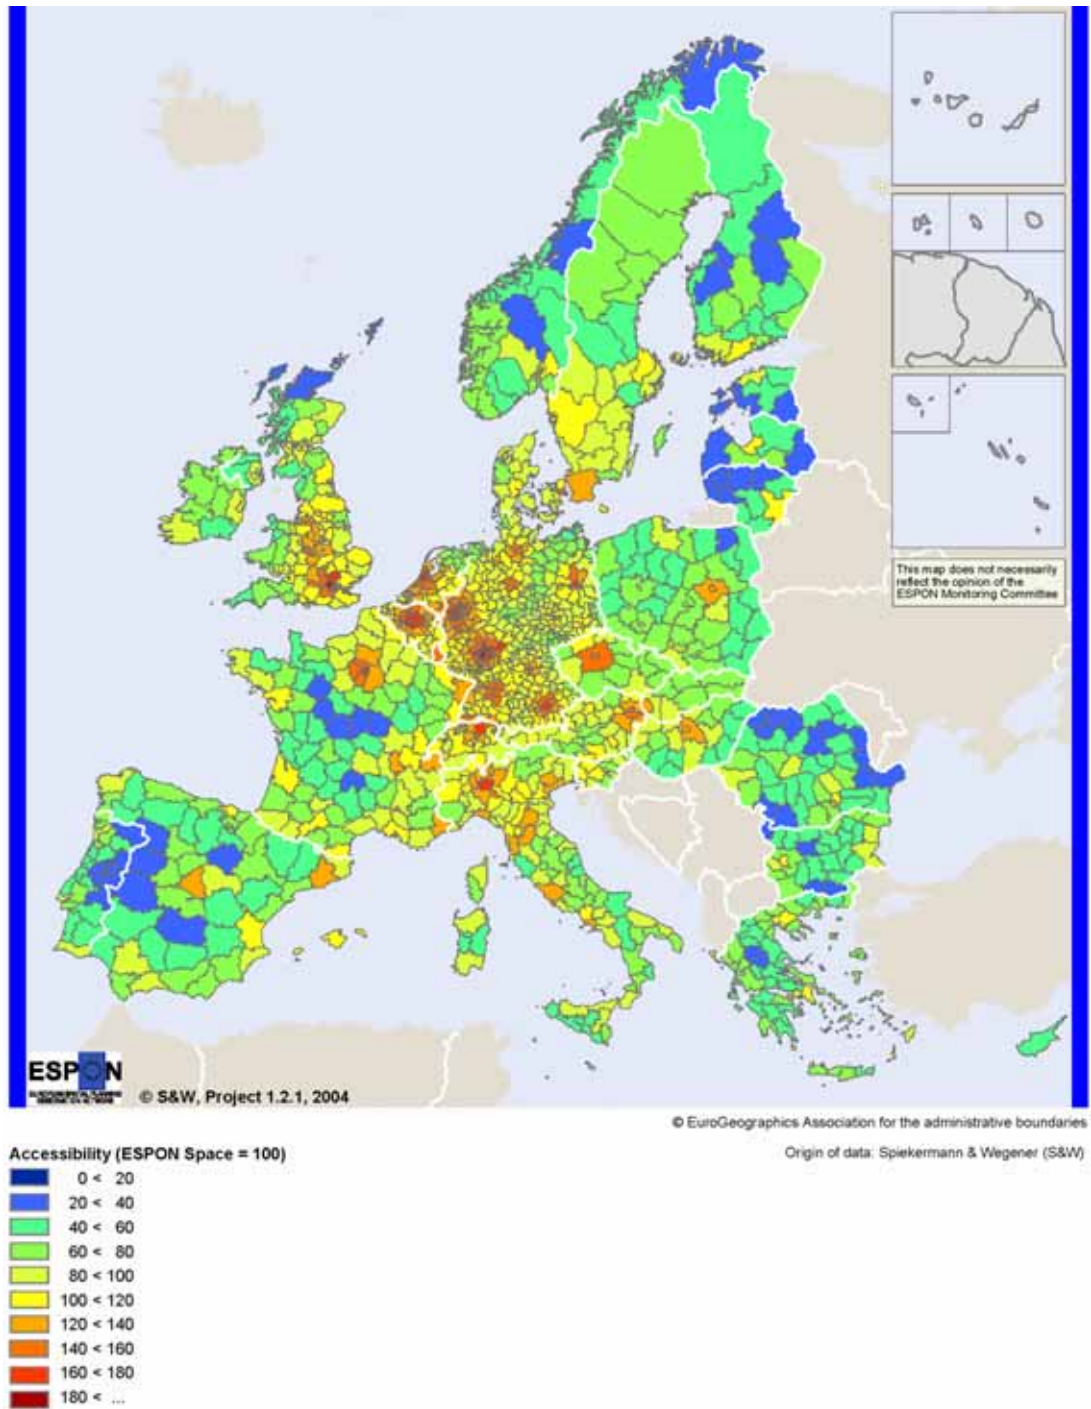 This map does not necessarily
reflect the opinion of the
ESPON Monitoring Committee
ESPON
© S&W, Project 1.2.1, 2004
© EuroGeographics Association for the administrative boundaries
Origin of data: Spiekermann & Wegener (S&W)
Accessibility (ESPON Space = 100)
0 < 20
20 < 40
40 < 60
60 < 80
80 < 100
100 < 120
120 < 140
140 < 160
160 < 180
180 < ...